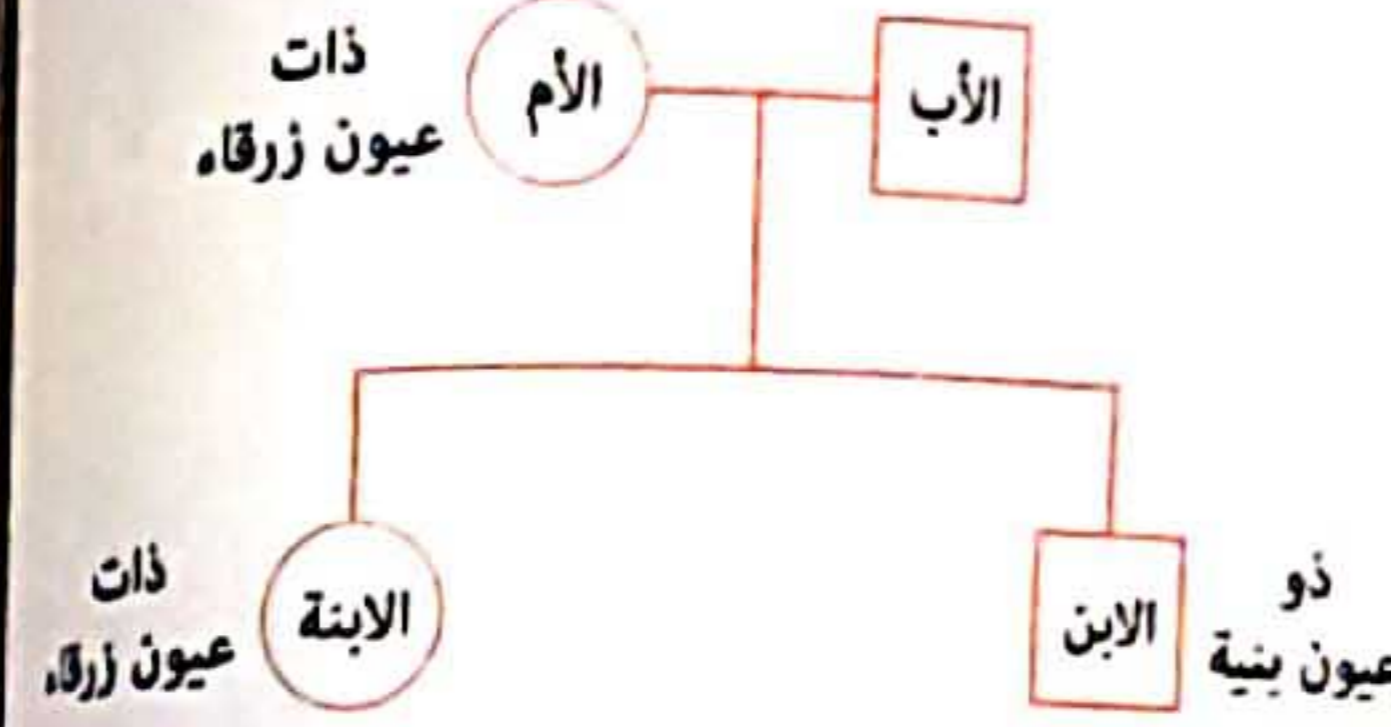 الأب
الأم
ذات
عيون زرقاء
الابن
ذو
عيون بنية
الابنة
ذات
عيون زرقاء